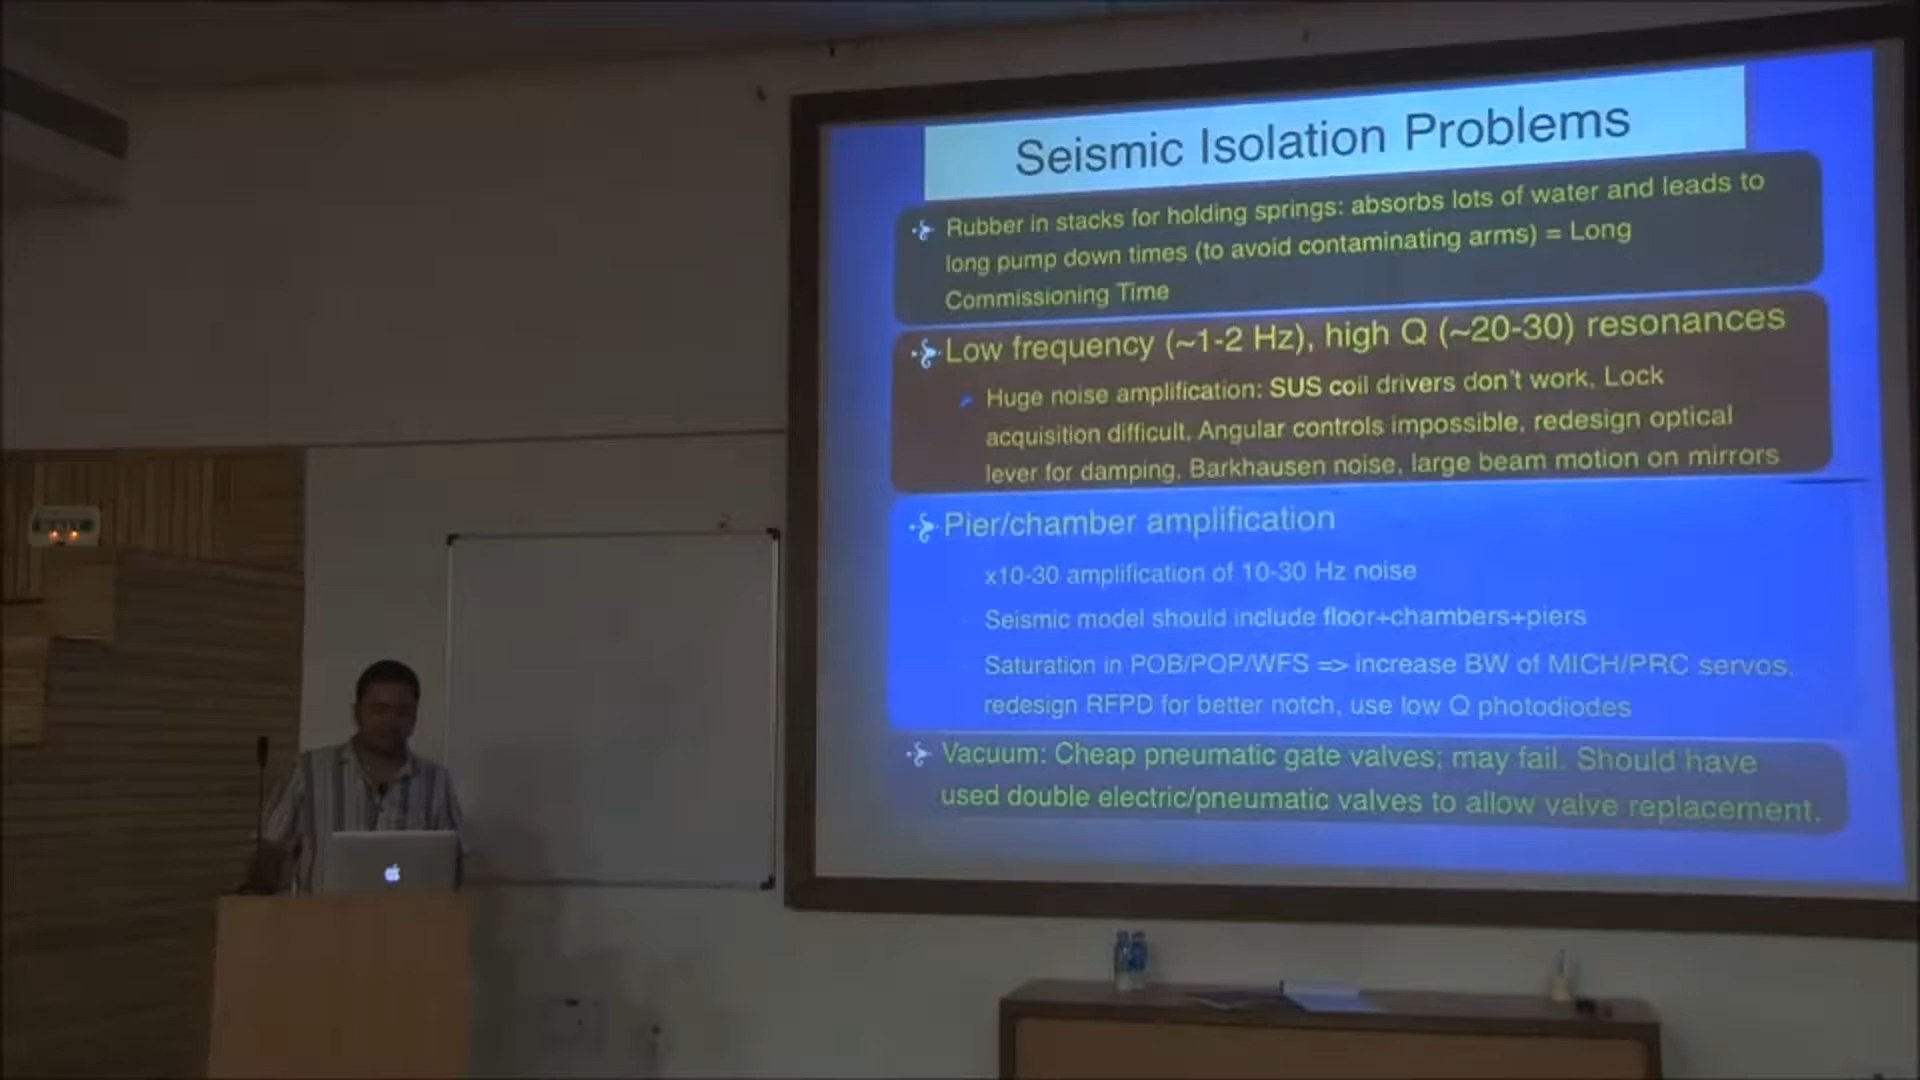 Seismic Isolation Problems
Rubber in stacks for holding springs: absorbs lots of water and leads to
long pump down times (to avoid contaminating arms) = Long
Commissioning Time
Low frequency (~1-2 Hz), high Q (~20-30) resonances
Huge noise amplification: SUS coil drivers don't work, Lock
acquisition difficult, Angular controls impossible, redesign optical
lever for damping, Barkhausen noise, large beam motion on mirrors
Pier/chamber amplification
x10-30 amplification of 10-30 Hz noise
Seismic model should include floor+chambers+piers
Saturation in POB/POP/WFS => increase BW of MICH/PRC servos,
redesign RFPD for better notch, use low Q photodiodes
Vacuum: Cheap pneumatic gate valves; may fail. Should have
used double electric/pneumatic valves to allow valve replacement.